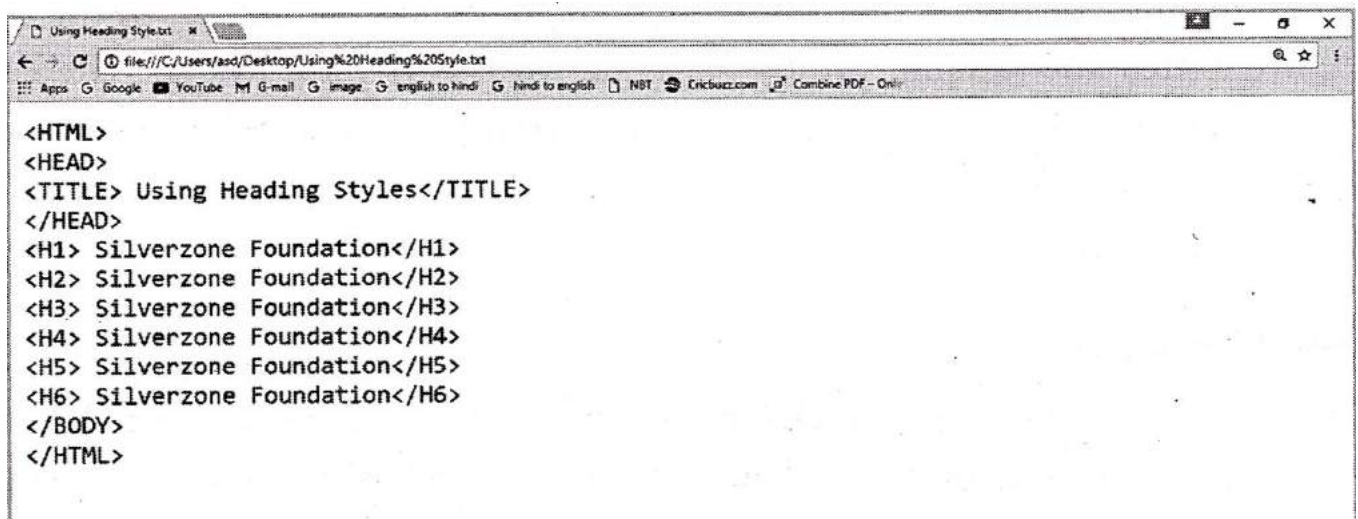 Using Heading Style.txt
file:///C:/Users/asd/Desktop/Using%20Heading%20Style.txt
Apps Google YouTube G-mail image english to hindi hindi to english NBT Cricbuzz.com Combine PDF - Onli
<HTML>
<HEAD>
<TITLE> Using Heading Styles</TITLE>
</HEAD>
<H1> Silverzone Foundation</H1>
<H2> Silverzone Foundation</H2>
<H3> Silverzone Foundation</H3>
<H4> Silverzone Foundation</H4>
<H5> Silverzone Foundation</H5>
<H6> Silverzone Foundation</H6>
</BODY>
</HTML>